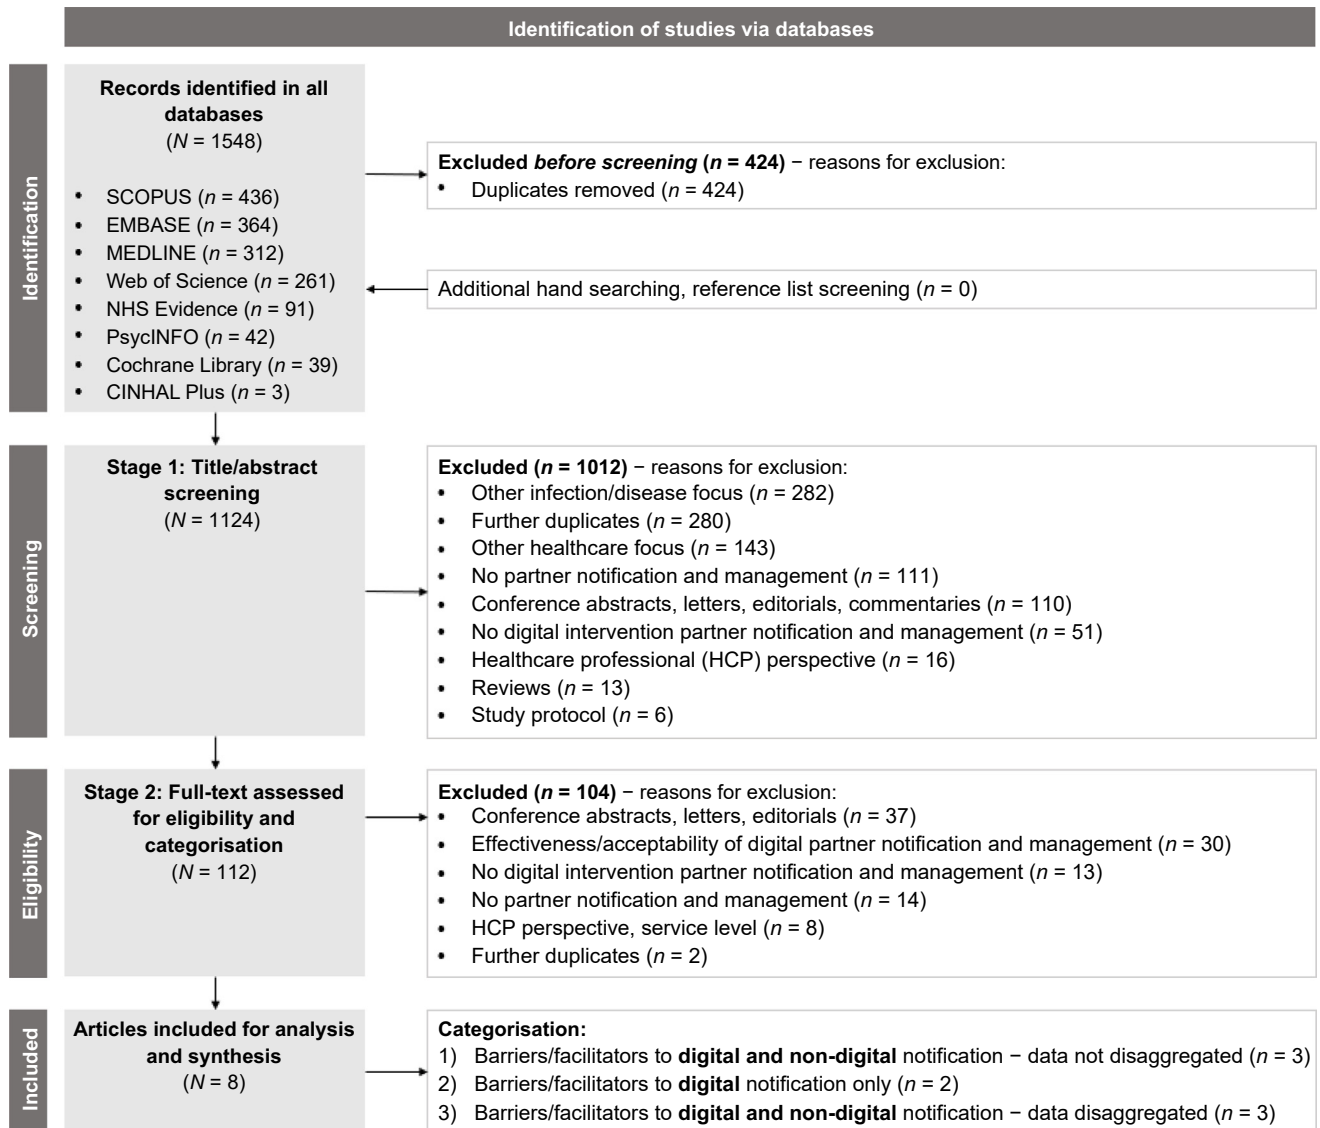 Identification of studies via databases
Identification
Records identified in all
databases
(N = 1548)
• SCOPUS (n = 436)
• EMBASE (n = 364)
• MEDLINE (n = 312)
• Web of Science (n = 261)
• NHS Evidence (n = 91)
• PsycINFO (n = 42)
• Cochrane Library (n = 39)
• CINHAL Plus (n = 3)
Excluded before screening (n = 424) − reasons for exclusion:
• Duplicates removed (n = 424)
Additional hand searching, reference list screening (n = 0)
Screening
Stage 1: Title/abstract
screening
(N = 1124)
Excluded (n = 1012) − reasons for exclusion:
• Other infection/disease focus (n = 282)
• Further duplicates (n = 280)
• Other healthcare focus (n = 143)
• No partner notification and management (n = 111)
• Conference abstracts, letters, editorials, commentaries (n = 110)
• No digital intervention partner notification and management (n = 51)
• Healthcare professional (HCP) perspective (n = 16)
• Reviews (n = 13)
• Study protocol (n = 6)
Eligibility
Stage 2: Full-text assessed
for eligibility and
categorisation
(N = 112)
Excluded (n = 104) − reasons for exclusion:
• Conference abstracts, letters, editorials (n = 37)
• Effectiveness/acceptability of digital partner notification and management (n = 30)
• No digital intervention partner notification and management (n = 13)
• No partner notification and management (n = 14)
• HCP perspective, service level (n = 8)
• Further duplicates (n = 2)
Included
Articles included for analysis
and synthesis
(N = 8)
Categorisation:
1) Barriers/facilitators to digital and non-digital notification − data not disaggregated (n = 3)
2) Barriers/facilitators to digital notification only (n = 2)
3) Barriers/facilitators to digital and non-digital notification − data disaggregated (n = 3)